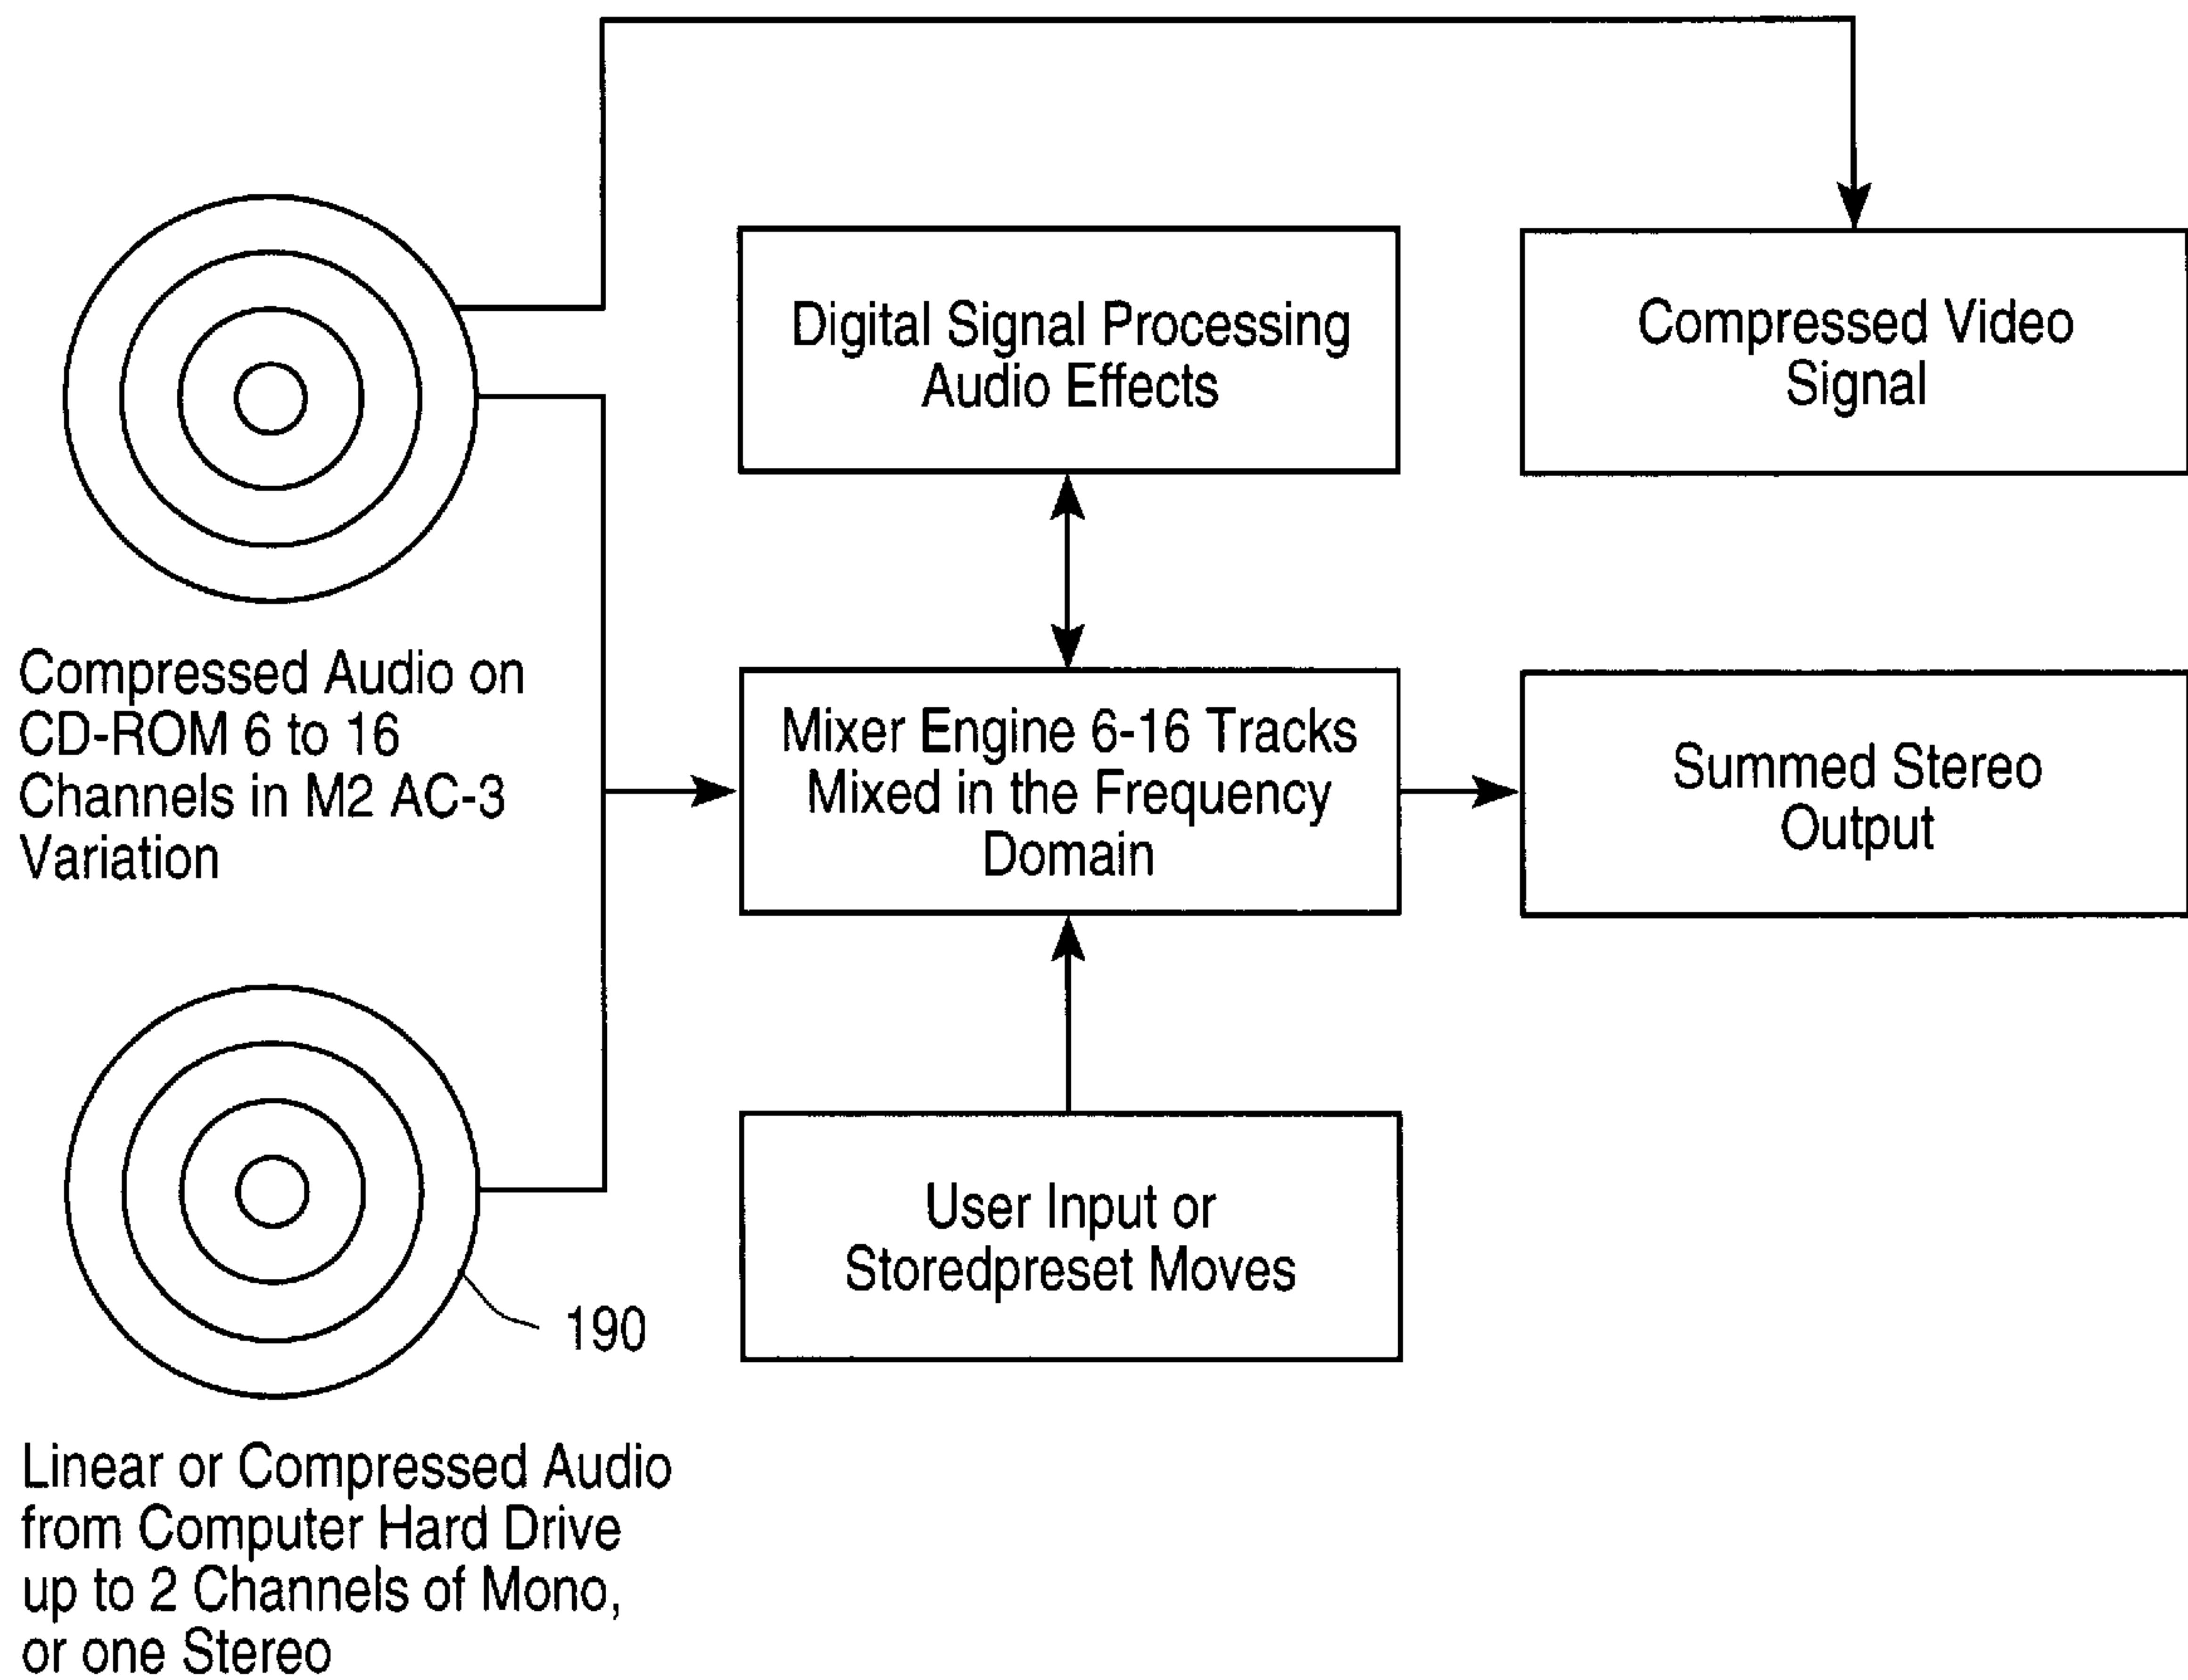 Digital Signal Processing
Audio Effects
Compressed Video
Signal
Compressed Audio on
CD-ROM 6 to 16
Channels in M2 AC-3
Variation
Mixer Engine 6-16 Tracks
Mixed in the Frequency
Domain
Summed Stereo
Output
User Input or
Storedpreset Moves
190
Linear or Compressed Audio
from Computer Hard Drive
up to 2 Channels of Mono,
or one Stereo